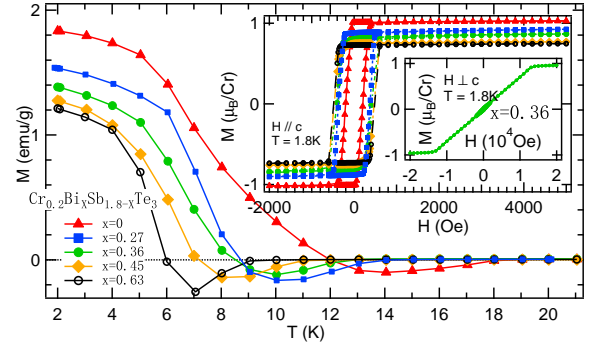 M (emu/g)
2
1
0
2 4 6 8 10 12 14 16 18 20
T (K)
Cr0.2BiXSb1.8-XTe3
x=0
x=0.27
x=0.36
x=0.45
x=0.63
M (μB/Cr)
1
0
-1
H // c
T = 1.8K
-2000 0 2000 4000
H (Oe)
M (μB/Cr)
1
0
-1
H ⊥ c
T = 1.8K
x=0.36
H (10⁴Oe)
-2 0 2